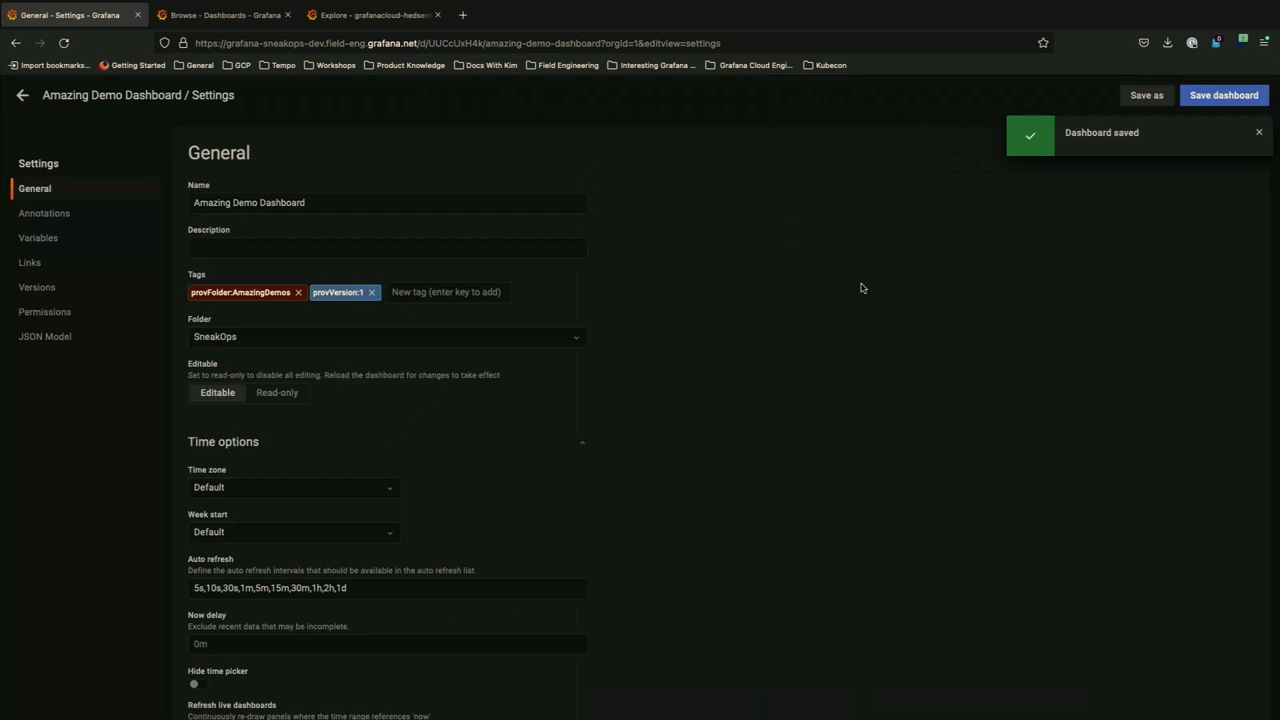 General - Settings - Grafana
Browse - Dashboards - Grafana
Explore - grafanacloud-hedsen
https://grafana-sneakops-dev.field-eng.grafana.net/d/UUCcUxH4k/amazing-demo-dashboard?orgId=1&editview=settings
Import bookmarks... Getting Started General GCP Tempo Workshops Product Knowledge Docs With Kim Field Engineering Interesting Grafana ... Grafana Cloud Engi... Kubecon
Amazing Demo Dashboard / Settings
Save as
Save dashboard
Dashboard saved
Settings
General
Annotations
Variables
Links
Versions
Permissions
JSON Model
General
Name
Amazing Demo Dashboard
Description
Tags
provFolder:AmazingDemos provVersion:1 New tag (enter key to add)
Folder
SneakOps
Editable
Set to read-only to disable all editing. Reload the dashboard for changes to take effect
Editable Read-only
Time options
Time zone
Default
Week start
Default
Auto refresh
Define the auto refresh intervals that should be available in the auto refresh list.
5s,10s,30s,1m,5m,15m,30m,1h,2h,1d
Now delay
Exclude recent data that may be incomplete.
0m
Hide time picker
Refresh live dashboards
Continuously re-draw panels where the time range references 'now'